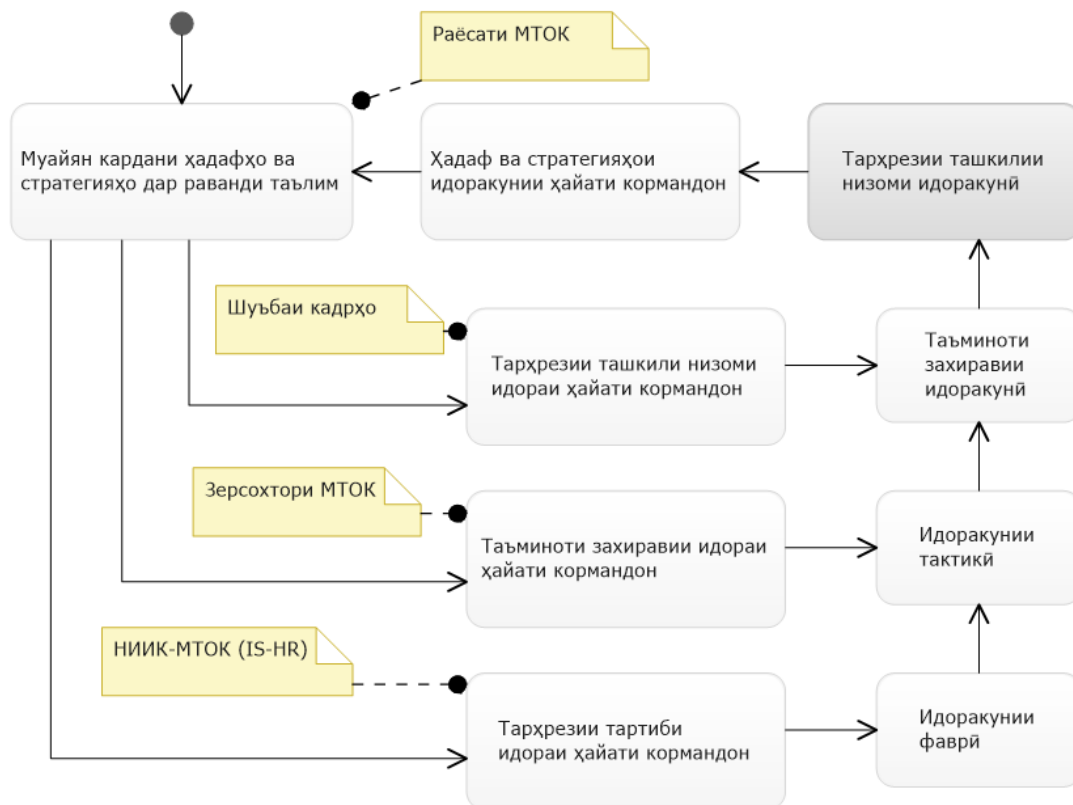 Раёсати МТОК
Муайян кардани ҳадафҳо ва
стратегияҳо дар раванди таълим
Ҳадаф ва стратегияҳои
идоракунии ҳайати кормандон
Тарҳрезии ташкилии
низоми идоракунӣ
Шуъбаи кадрҳо
Тарҳрезии ташкили низоми
идораи ҳайати кормандон
Таъминоти
захиравии
идоракунӣ
Зерсохтори МТОК
Таъминоти захиравии идораи
ҳайати кормандон
Идоракунии
тактикӣ
НИИК-МТОК (IS-HR)
Тарҳрезии тартиби
идораи ҳайати кормандон
Идоракунии
фаврӣ